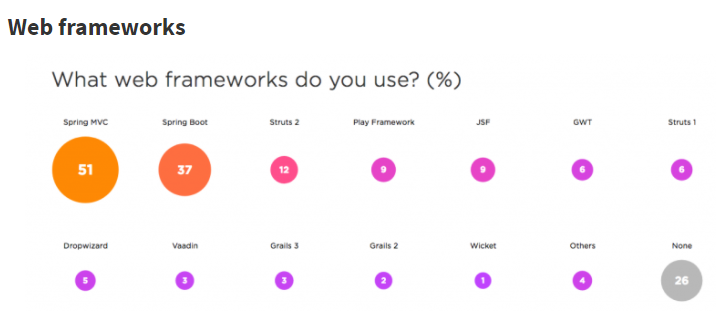 Web frameworks
What web frameworks do you use? (%)
Spring MVC Spring Boot Struts 2 Play Framework JSF GWT Struts 1
51 37 12 9 9 6 6
Dropwizard Vaadin Grails 3 Grails 2 Wicket Others None
5 3 3 2 1 4 26